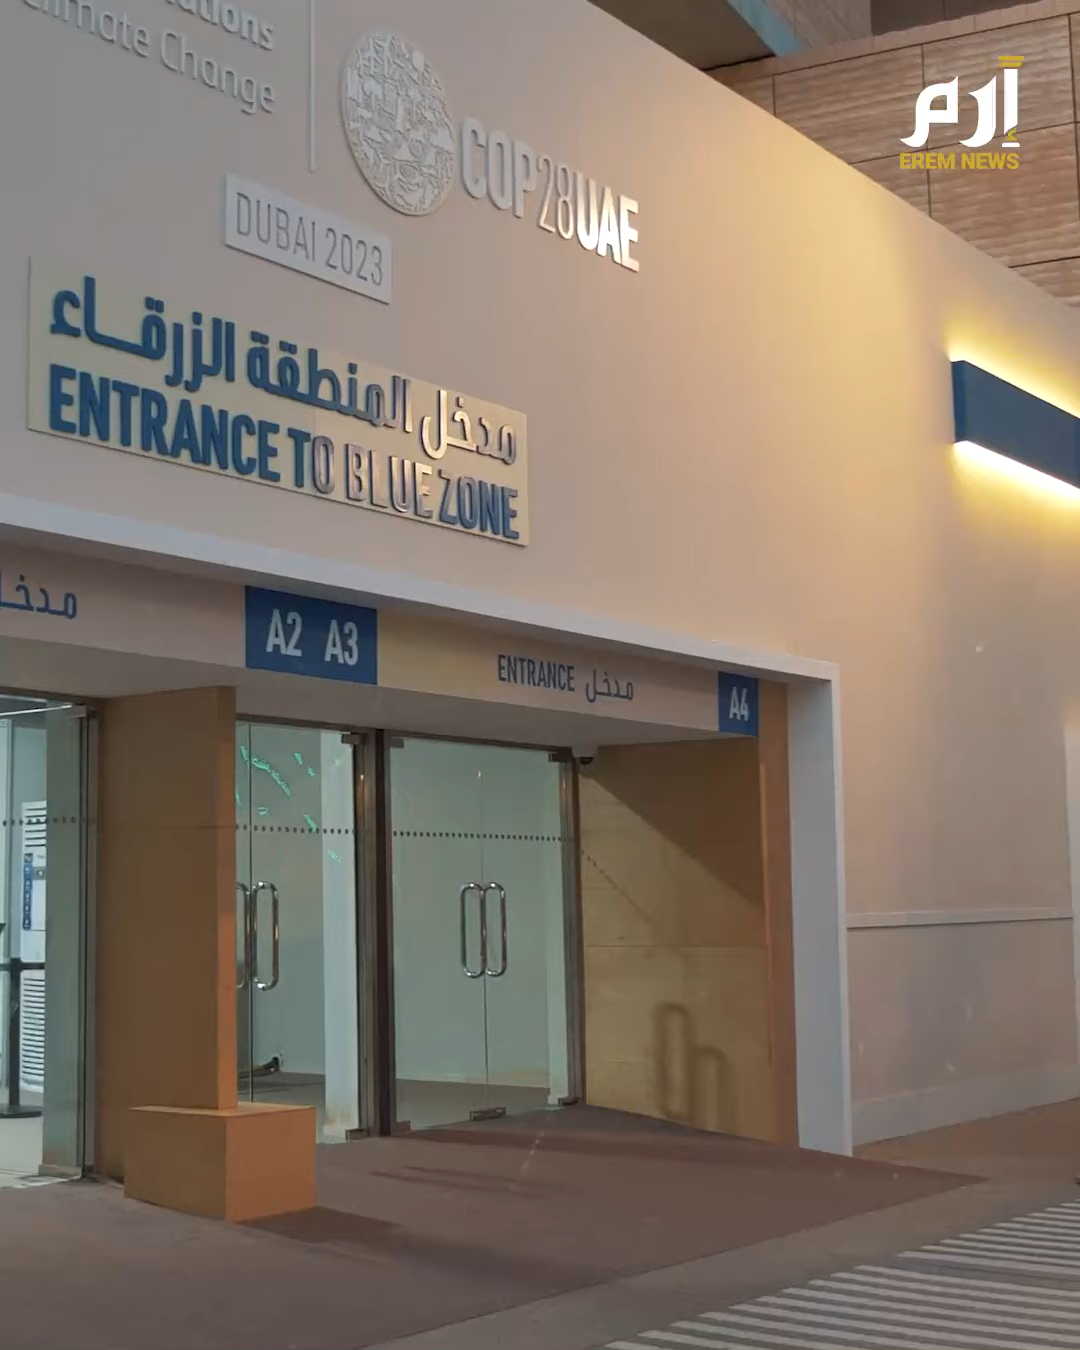 Climate Change
COP28UAE
DUBAI 2023
إرم
EREM NEWS
مدخل المنطقة الزرقاء
ENTRANCE TO BLUE ZONE
مدخل
A2 A3
ENTRANCE مدخل
A4